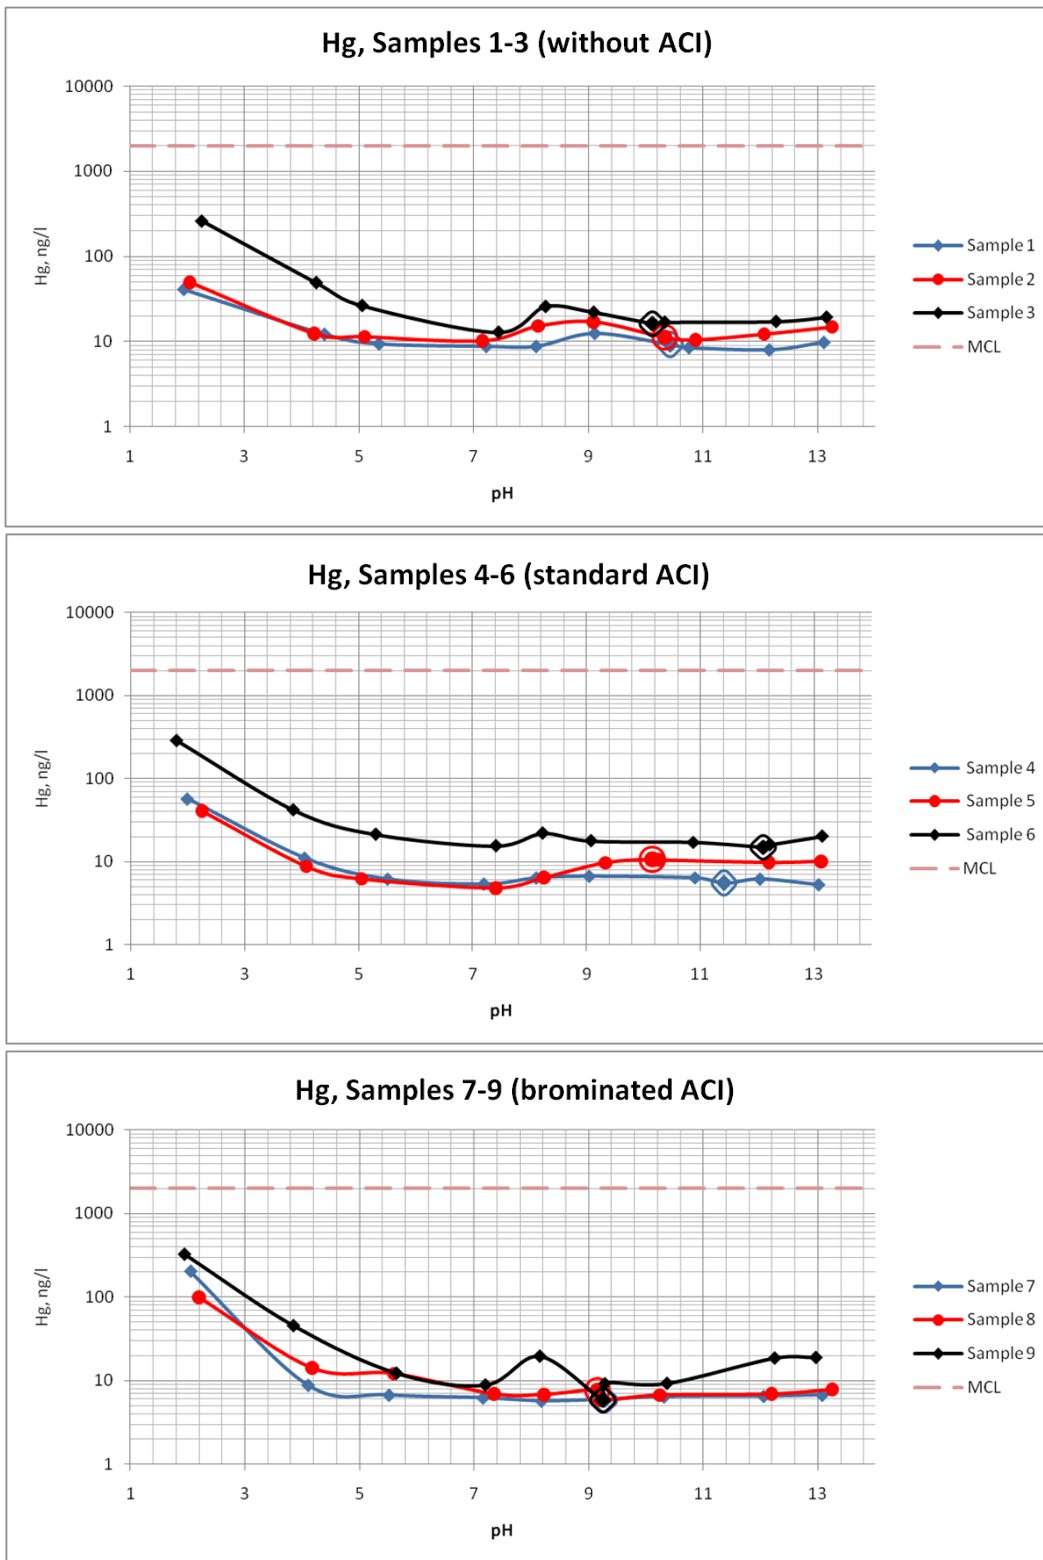 Hg, Samples 1-3 (without ACI)
10000
1000
100
10
1
Hg, ng/l
1 3 5 7 9 11 13
pH
Sample 1
Sample 2
Sample 3
MCL
Hg, Samples 4-6 (standard ACI)
10000
1000
100
10
1
Hg, ng/l
1 3 5 7 9 11 13
pH
Sample 4
Sample 5
Sample 6
MCL
Hg, Samples 7-9 (brominated ACI)
10000
1000
100
10
1
Hg, ng/l
1 3 5 7 9 11 13
pH
Sample 7
Sample 8
Sample 9
MCL